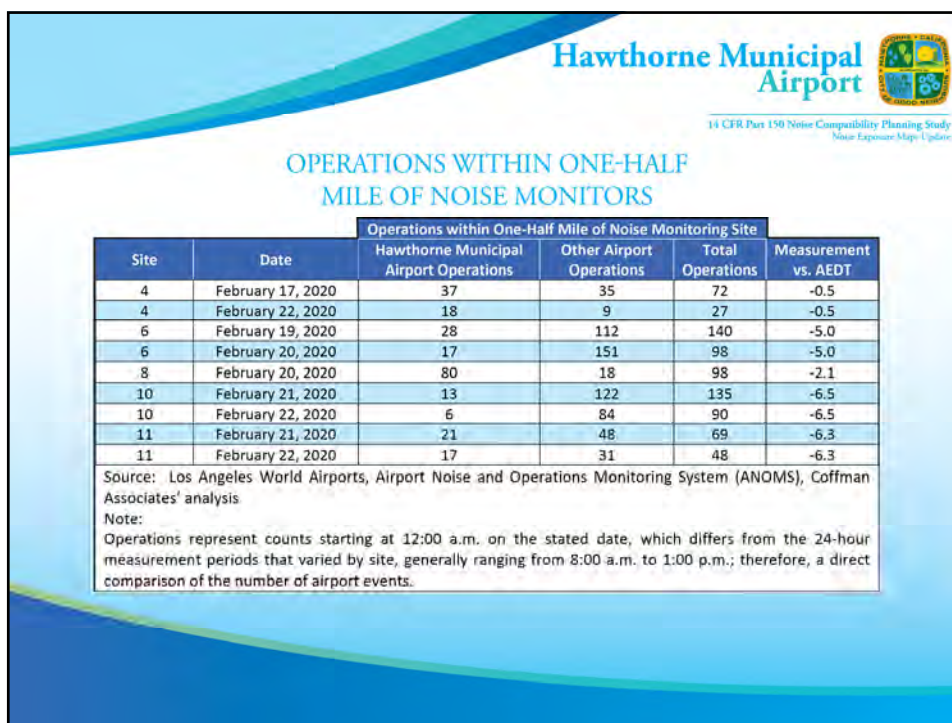 Hawthorne Municipal
Airport
14 CFR Part 150 Noise Compatibility Planning Study
Noise Exposure Maps Update
OPERATIONS WITHIN ONE-HALF
MILE OF NOISE MONITORS
Operations within One-Half Mile of Noise Monitoring Site
Site Date Hawthorne Municipal Airport Operations Other Airport Operations Total Operations Measurement vs. AEDT
4 February 17, 2020 37 35 72 -0.5
4 February 22, 2020 18 9 27 -0.5
6 February 19, 2020 28 112 140 -5.0
6 February 20, 2020 17 151 98 -5.0
8 February 20, 2020 80 18 98 -2.1
10 February 21, 2020 13 122 135 -6.5
10 February 22, 2020 6 84 90 -6.5
11 February 21, 2020 21 48 69 -6.3
11 February 22, 2020 17 31 48 -6.3
Source: Los Angeles World Airports, Airport Noise and Operations Monitoring System (ANOMS), Coffman
Associates' analysis
Note:
Operations represent counts starting at 12:00 a.m. on the stated date, which differs from the 24-hour
measurement periods that varied by site, generally ranging from 8:00 a.m. to 1:00 p.m.; therefore, a direct
comparison of the number of airport events.